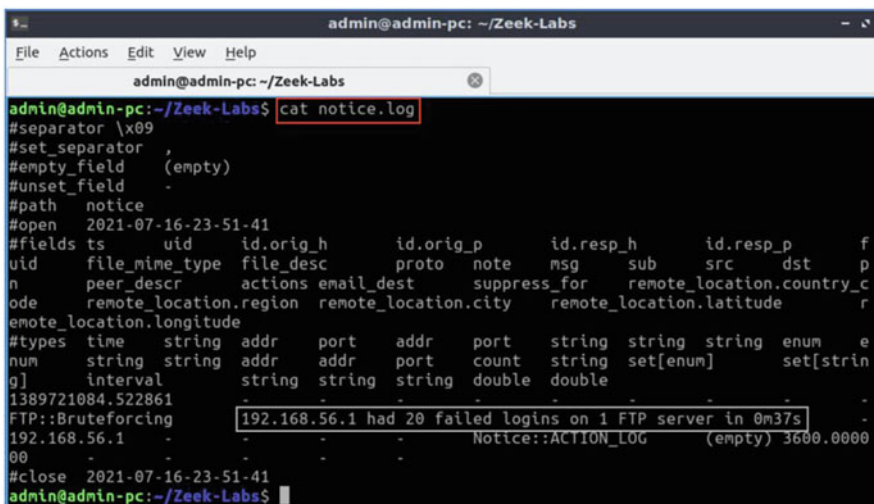 admin@admin-pc: ~/Zeek-Labs
File Actions Edit View Help
admin@admin-pc: ~/Zeek-Labs
admin@admin-pc:~/Zeek-Labs$ cat notice.log
#separator \x09
#set_separator ,
#empty_field (empty)
#unset_field -
#path notice
#open 2021-07-16-23-51-41
#fields ts uid id.orig_h id.orig_p id.resp_h id.resp_p f
uid file_mime_type file_desc proto note msg sub src dst p
n peer_descr actions email_dest suppress_for remote_location.country_c
ode remote_location.region remote_location.city remote_location.latitude r
emote_location.longitude
#types time string addr port addr port string string string enum e
num string string addr addr port count string set[enum] set[strin
g] interval string string string double double
1389721084.522861 - - - - - - - -
FTP::Bruteforcing 192.168.56.1 had 20 failed logins on 1 FTP server in 0m37s -
192.168.56.1 - - - - Notice::ACTION_LOG (empty) 3600.0000
00 - - - - -
#close 2021-07-16-23-51-41
admin@admin-pc:~/Zeek-Labs$